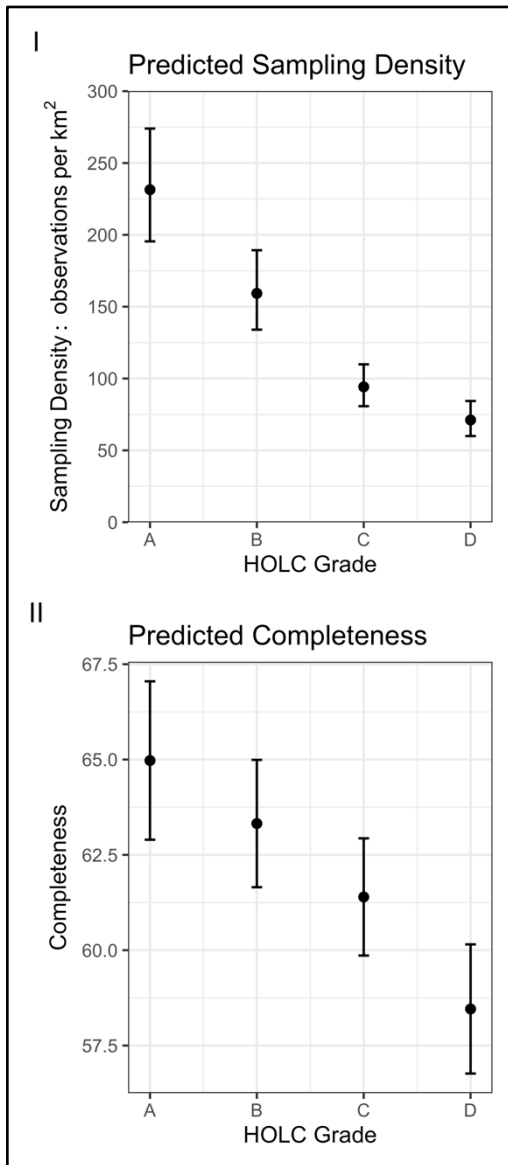 I
Predicted Sampling Density
Sampling Density : observations per km²
300
250
200
150
100
50
0
A B C D
HOLC Grade
II
Predicted Completeness
Completeness
67.5
65.0
62.5
60.0
57.5
A B C D
HOLC Grade